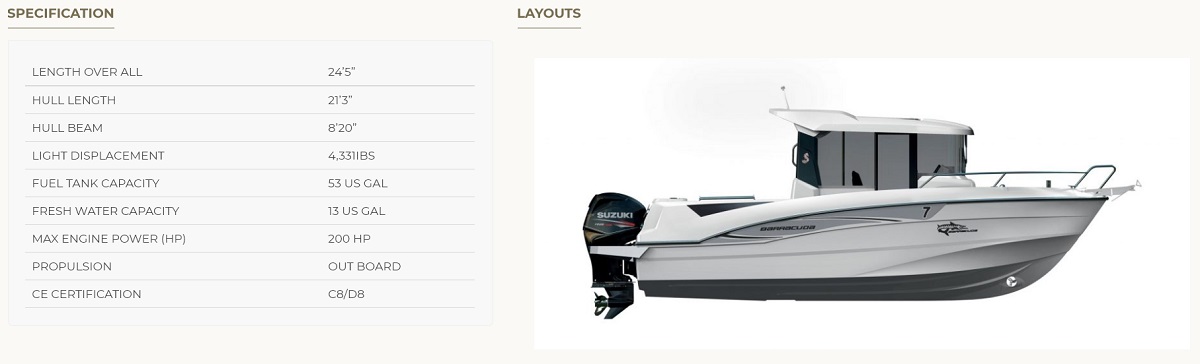 SPECIFICATION
LENGTH OVER ALL 24'5”
HULL LENGTH 21'3”
HULL BEAM 8'20”
LIGHT DISPLACEMENT 4,331IBS
FUEL TANK CAPACITY 53 US GAL
FRESH WATER CAPACITY 13 US GAL
MAX ENGINE POWER (HP) 200 HP
PROPULSION OUT BOARD
CE CERTIFICATION C8/D8
LAYOUTS
SUZUKI
BARRACUDA
7